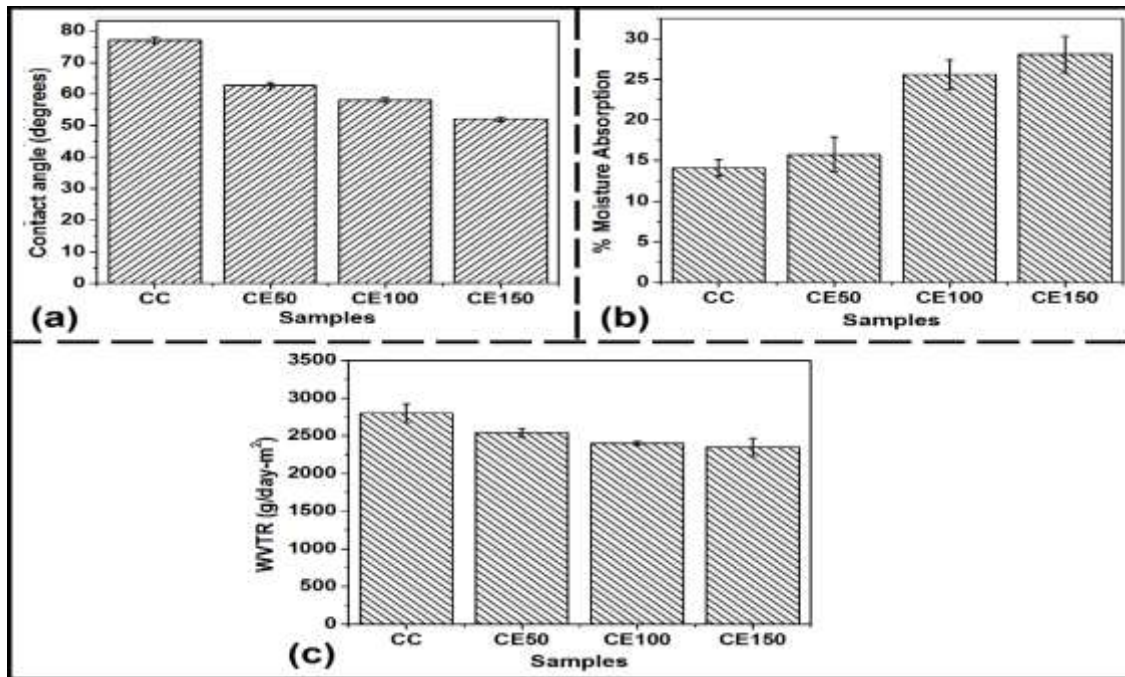 80
70
60
50
40
30
20
10
0
Contact angle (degrees)
CC CE50 CE100 CE150
Samples
(a)
30
25
20
15
10
5
0
% Moisture Absorption
CC CE50 CE100 CE150
Samples
(b)
3500
3000
2500
2000
1500
1000
500
0
WVTR (g/day-m²)
CC CE50 CE100 CE150
Samples
(c)